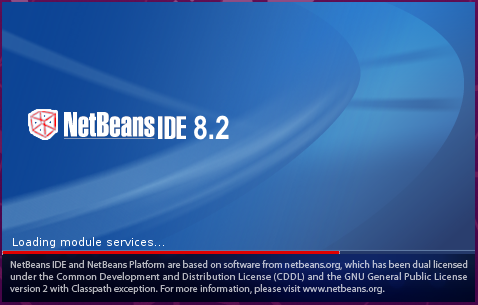 NetBeans IDE 8.2
Loading module services...
NetBeans IDE and NetBeans Platform are based on software from netbeans.org, which has been dual licensed
under the Common Development and Distribution License (CDDL) and the GNU General Public License
version 2 with Classpath exception. For more information, please visit www.netbeans.org.